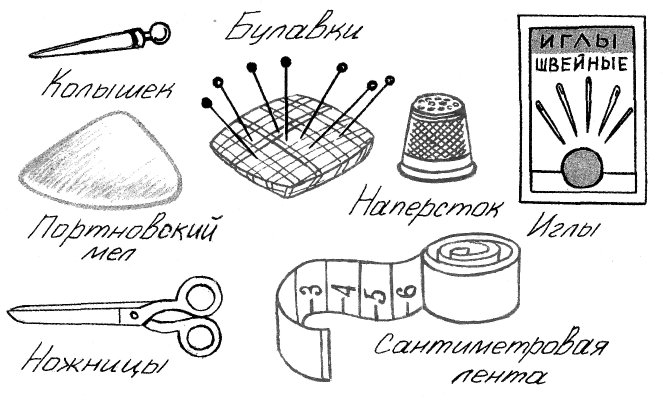 Булавки
ИГЛЫ
ШВЕЙНЫЕ
Колышек
Наперсток
Иглы
Портновский
мел
3 4 5 6
Ножницы
Сантиметровая
лента